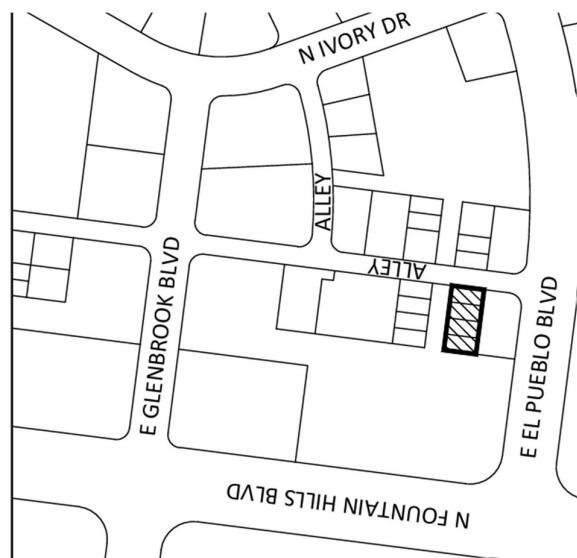 N IVORY DR
ALLEY
ALLEY
E GLENBROOK BLVD
E EL PUEBLO BLVD
N FOUNTAIN HILLS BLVD